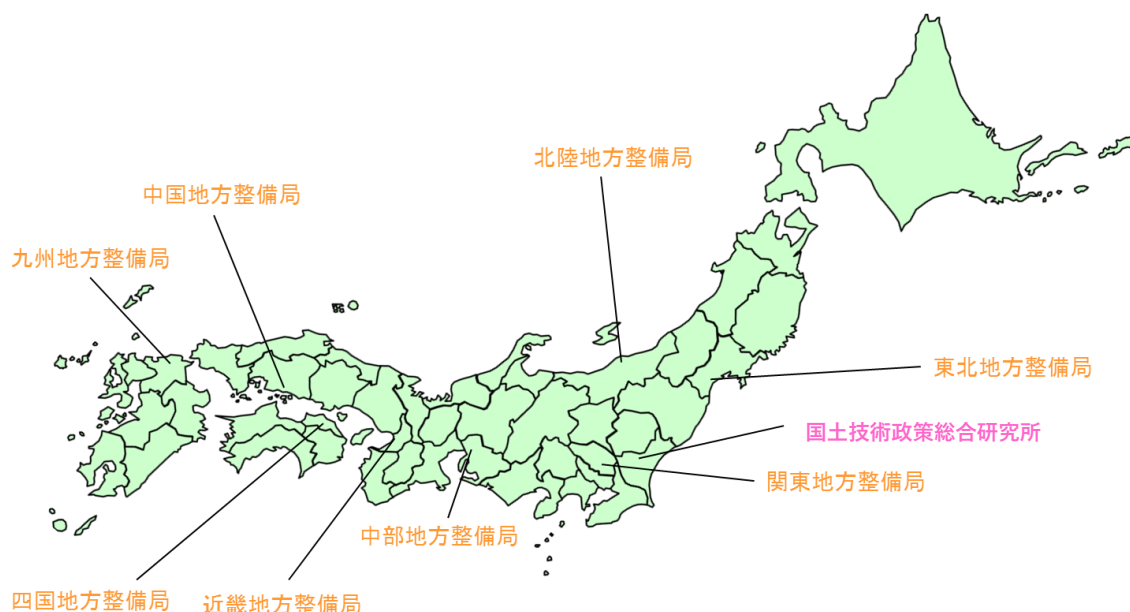 北陸地方整備局
中国地方整備局
九州地方整備局
東北地方整備局
国土技術政策総合研究所
関東地方整備局
中部地方整備局
四国地方整備局
近畿地方整備局